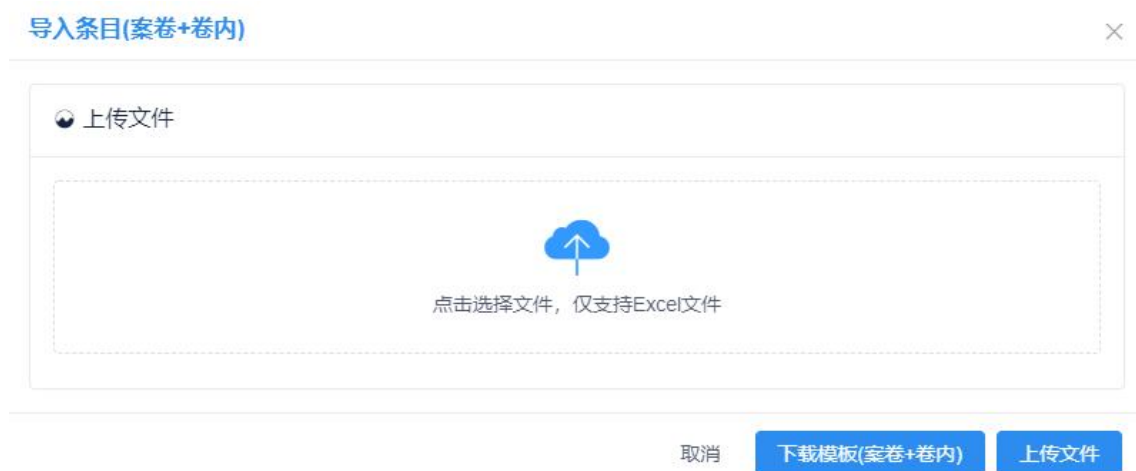 导入条目(案卷+卷内)
上传文件
点击选择文件，仅支持Excel文件
取消
下载模板(案卷+卷内)
上传文件